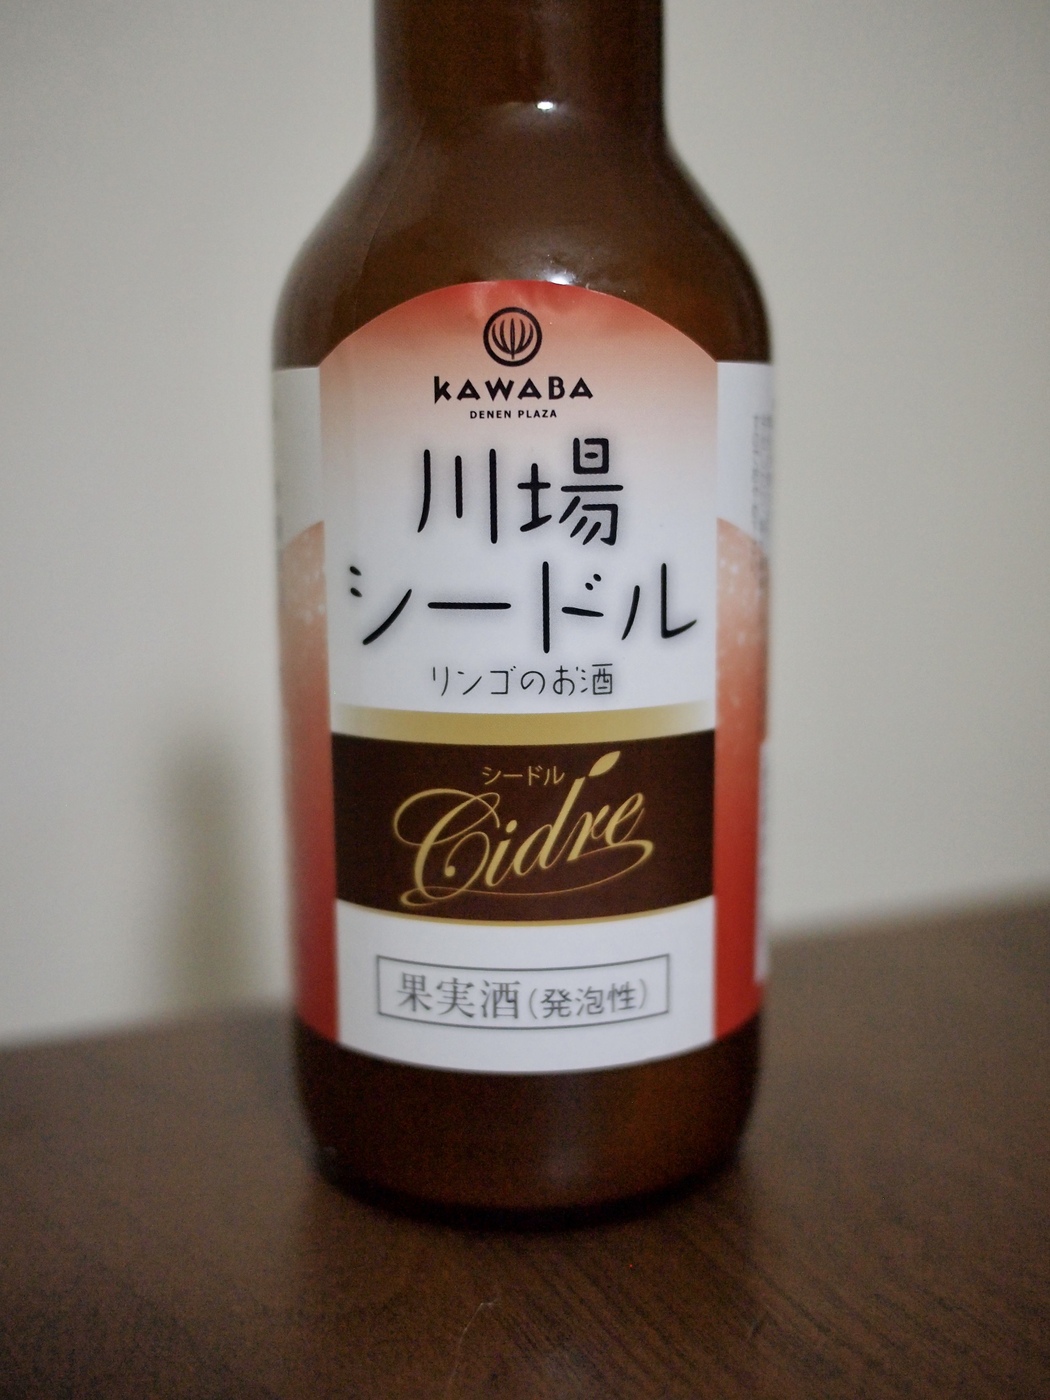 KAWABA
DENEN PLAZA
川場
シードル
リンゴのお酒
シードル
Cidre
果実酒(発泡性)